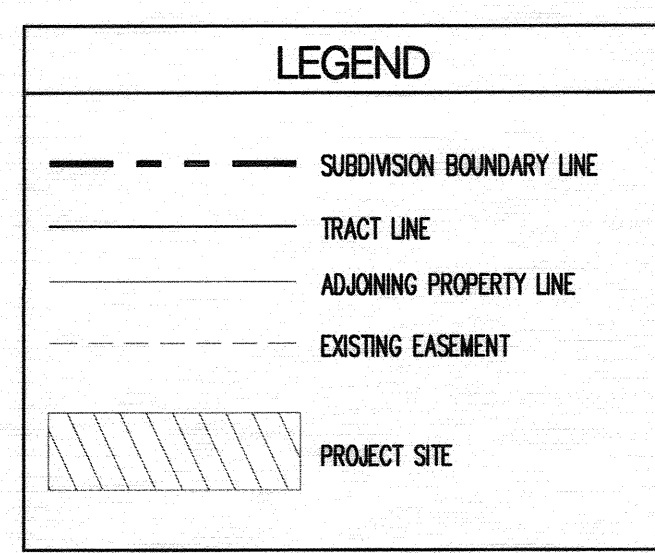 LEGEND
SUBDIVISION BOUNDARY LINE
TRACT LINE
ADJOINING PROPERTY LINE
EXISTING EASEMENT
PROJECT SITE